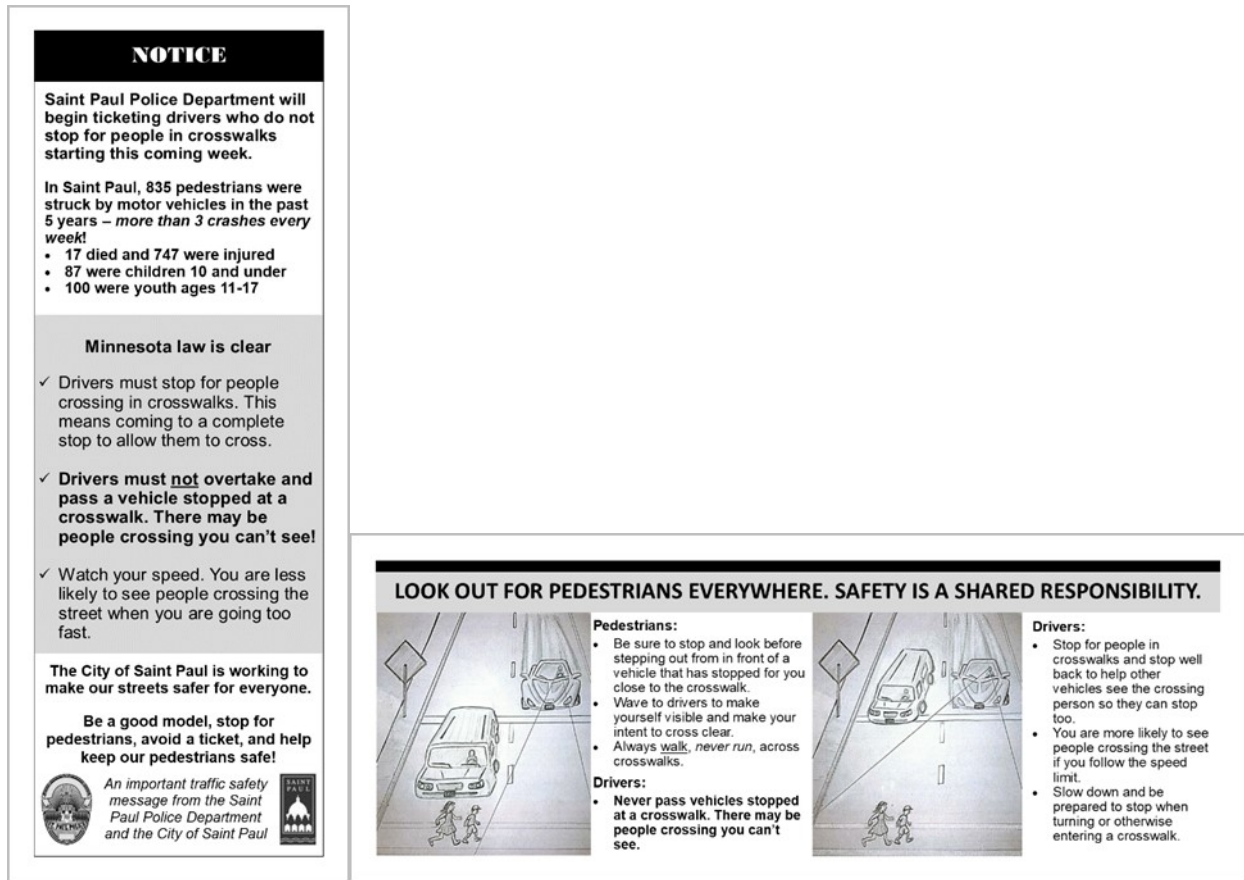 NOTICE
Saint Paul Police Department will
begin ticketing drivers who do not
stop for people in crosswalks
starting this coming week.
In Saint Paul, 835 pedestrians were
struck by motor vehicles in the past
5 years – more than 3 crashes every
week!
• 17 died and 747 were injured
• 87 were children 10 and under
• 100 were youth ages 11-17
Minnesota law is clear
✓ Drivers must stop for people
crossing in crosswalks. This
means coming to a complete
stop to allow them to cross.
✓ Drivers must not overtake and
pass a vehicle stopped at a
crosswalk. There may be
people crossing you can't see!
✓ Watch your speed. You are less
likely to see people crossing the
street when you are going too
fast.
The City of Saint Paul is working to
make our streets safer for everyone.
Be a good model, stop for
pedestrians, avoid a ticket, and help
keep our pedestrians safe!
An important traffic safety
message from the Saint
Paul Police Department
and the City of Saint Paul
SAINT
PAUL
LOOK OUT FOR PEDESTRIANS EVERYWHERE. SAFETY IS A SHARED RESPONSIBILITY.
Pedestrians:
• Be sure to stop and look before
stepping out from in front of a
vehicle that has stopped for you
close to the crosswalk.
• Wave to drivers to make
yourself visible and make your
intent to cross clear.
• Always walk, never run, across
crosswalks.
Drivers:
• Never pass vehicles stopped
at a crosswalk. There may be
people crossing you can't
see.
Drivers:
• Stop for people in
crosswalks and stop well
back to help other
vehicles see the crossing
person so they can stop
too.
• You are more likely to see
people crossing the street
if you follow the speed
limit.
• Slow down and be
prepared to stop when
turning or otherwise
entering a crosswalk.